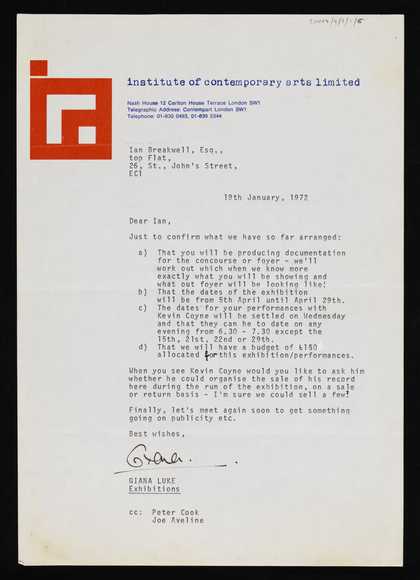 institute of contemporary arts limited
Nash House 12 Carlton House Terrace London SW1
Telegraphic Address: Contempart London SW1
Telephone: 01-839 5344
Ian Breakwell, Esq.,
top Flat,
26, St., John's Street,
EC1
19th January, 1972
Dear Ian,
Just to confirm what we have so far arranged:
a) That you will be producing documentation
for the concourse or foyer - we'll
work out which when we know more
exactly what you will be showing and
what out foyer will be looking like!
b) That the dates of the exhibition
will be from 5th April until April 29th.
c) The dates for your performances with
Kevin Coyne will be settled on Wednesday
and that they can be to date on any
evening from 6.30 - 7.30 except the
15th, 21st, 22nd or 29th.
d) That we will have a budget of £150
allocated for this exhibition/performances.
When you see Kevin Coyne would you like to ask him
whether he could organise the sale of his record
here during the run of the exhibition, on a sale
or return basis - I'm sure we could sell a few!
Finally, let's meet again soon to get something
going on publicity etc.
Best wishes,
Giana.
GIANA LUKE
Exhibitions
cc: Peter Cook
Joe Aveline